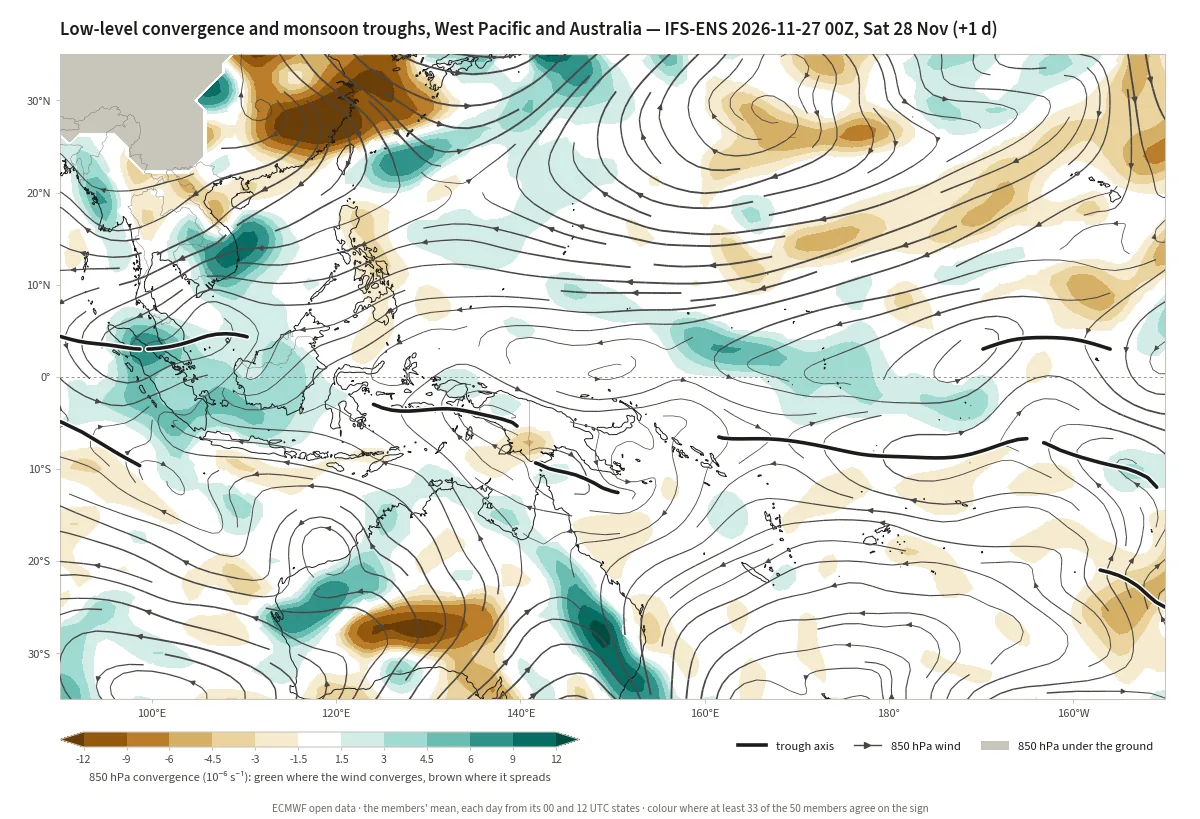 Low-level convergence and monsoon troughs, West Pacific and Australia — IFS-ENS 2026-11-27 00Z, Sat 28 Nov (+1 d)
30°N
20°N
10°N
0°
10°S
20°S
30°S
100°E
120°E
140°E
160°E
180°
160°W
-12 -9 -6 -4.5 -3 -1.5 1.5 3 4.5 6 9 12
850 hPa convergence (10⁻⁶ s⁻¹): green where the wind converges, brown where it spreads
trough axis
850 hPa wind
850 hPa under the ground
ECMWF open data · the members' mean, each day from its 00 and 12 UTC states · colour where at least 33 of the 50 members agree on the sign